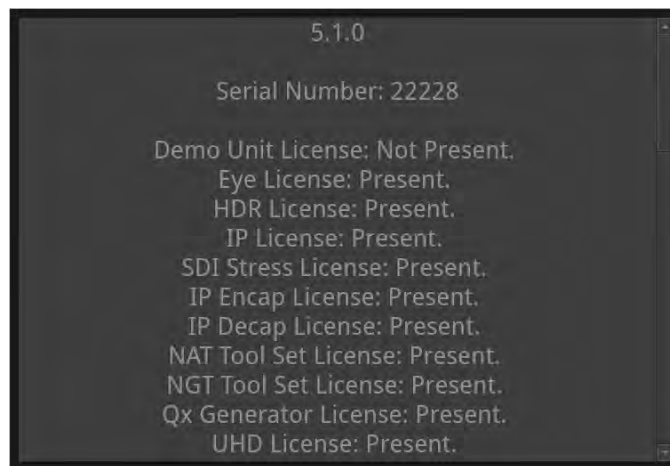 5.1.0
Serial Number: 22228
Demo Unit License: Not Present.
Eye License: Present.
HDR License: Present.
IP License: Present.
SDI Stress License: Present.
IP Encap License: Present.
IP Decap License: Present.
NAT Tool Set License: Present.
NGT Tool Set License: Present.
Qx Generator License: Present.
UHD License: Present.